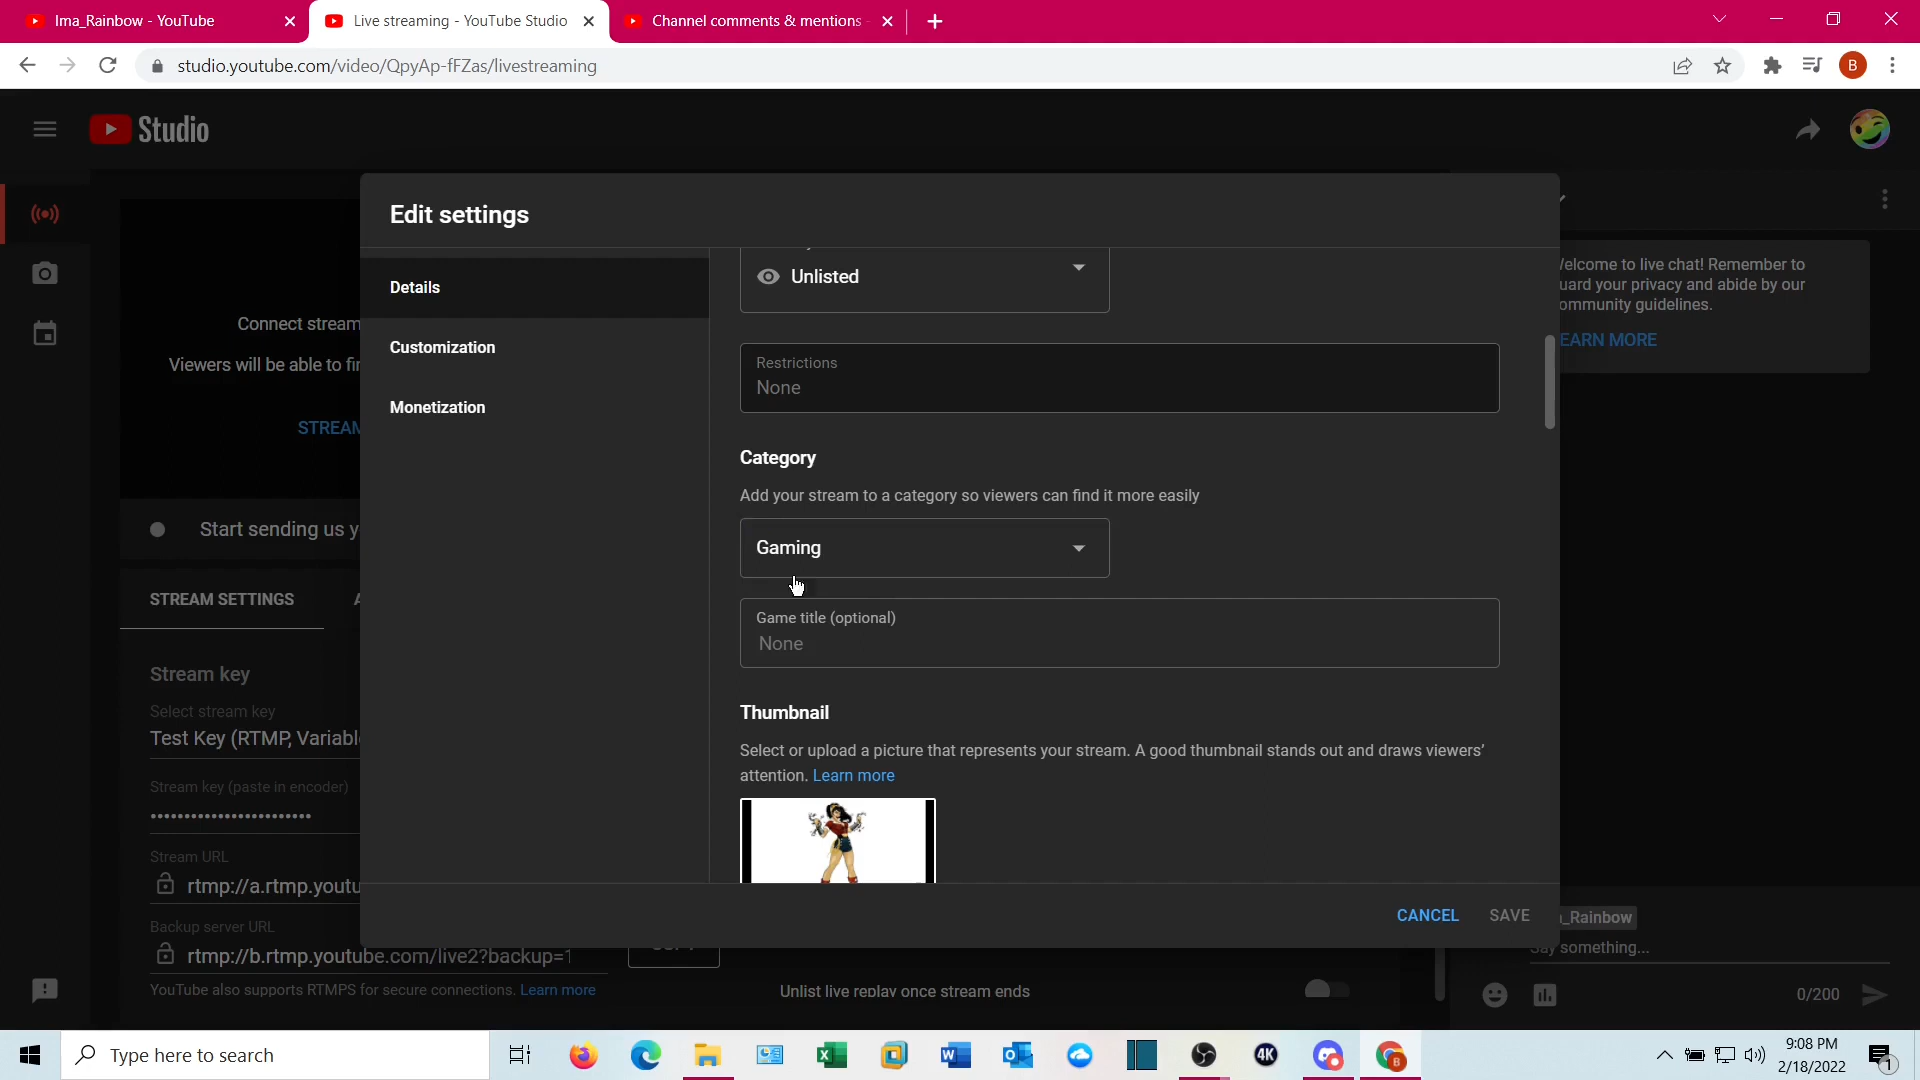 Ima_Rainbow - YouTube
Live streaming - YouTube Studio
Channel comments & mentions -
studio.youtube.com/video/QpyAp-fFZas/livestreaming
B
Studio
Edit settings
Details
Customization
Monetization
Unlisted
Restrictions
None
Category
Add your stream to a category so viewers can find it more easily
Gaming
Game title (optional)
None
Thumbnail
Select or upload a picture that represents your stream. A good thumbnail stands out and draws viewers'
attention. Learn more
CANCEL
SAVE
Connect stream
Viewers will be able to fin
STREAM
Start sending us y
STREAM SETTINGS
A
Stream key
Select stream key
Test Key (RTMP, Variabl
Stream key (paste in encoder)
Stream URL
rtmp://a.rtmp.youtu
Backup server URL
rtmp://b.rtmp.youtube.com/live2?backup=1
YouTube also supports RTMPS for secure connections. Learn more
Unlist live replay once stream ends
elcome to live chat! Remember to
uard your privacy and abide by our
ommunity guidelines.
EARN MORE
_Rainbow
Say something...
0/200
Type here to search
4K
B
9:08 PM
2/18/2022
1